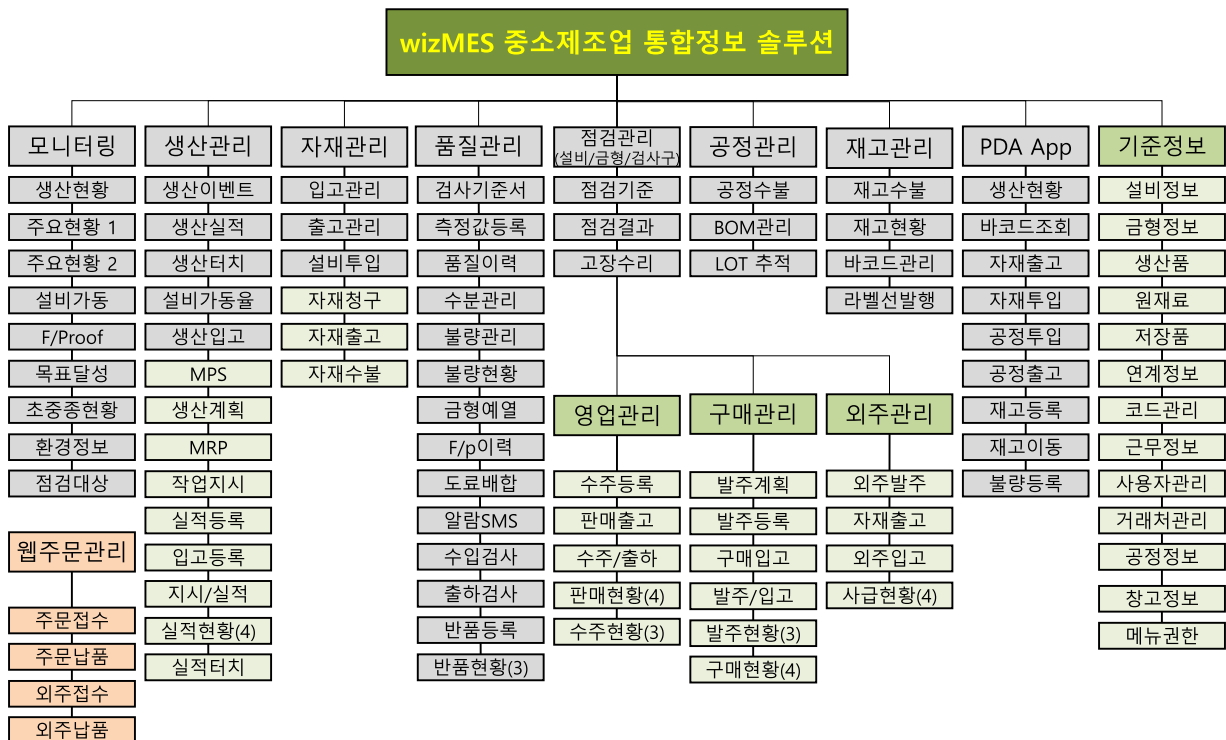 wizMES 중소제조업 통합정보 솔루션
모니터링
생산현황
주요현황 1
주요현황 2
설비가동
F/Proof
목표달성
초중종현황
환경정보
점검대상
웹주문관리
주문접수
주문납품
외주접수
외주납품
생산관리
생산이벤트
생산실적
생산터치
설비가동율
생산입고
MPS
생산계획
MRP
작업지시
실적등록
입고등록
지시/실적
실적현황(4)
실적터치
자재관리
입고관리
출고관리
설비투입
자재청구
자재출고
자재수불
품질관리
검사기준서
측정값등록
품질이력
수분관리
불량관리
불량현황
금형예열
F/p이력
도료배합
알람SMS
수입검사
출하검사
반품등록
반품현황(3)
점검관리
(설비/금형/검사구)
점검기준
점검결과
고장수리
공정관리
공정수불
BOM관리
LOT 추적
재고관리
재고수불
재고현황
바코드관리
라벨선발행
영업관리
수주등록
판매출고
수주/출하
판매현황(4)
수주현황(3)
구매관리
발주계획
발주등록
구매입고
발주/입고
발주현황(3)
구매현황(4)
외주관리
외주발주
자재출고
외주입고
사급현황(4)
PDA App
생산현황
바코드조회
자재출고
자재투입
공정투입
공정출고
재고등록
재고이동
불량등록
기준정보
설비정보
금형정보
생산품
원재료
저장품
연계정보
코드관리
근무정보
사용자관리
거래처관리
공정정보
창고정보
메뉴권한